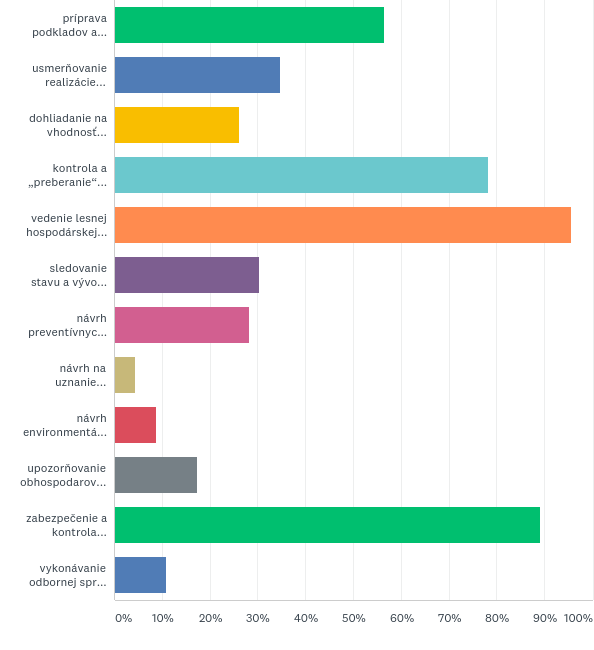 príprava
podkladov a...
usmerňovanie
realizácie...
dohliadanie na
vhodnosť...
kontrola a
„preberanie“...
vedenie lesnej
hospodárskej...
sledovanie
stavu a vývo...
návrh
preventívnyc...
návrh na
uznanie...
návrh
environmentá...
upozorňovanie
obhospodarov...
zabezpečenie a
kontrola...
vykonávanie
odbornej spr...
0% 10% 20% 30% 40% 50% 60% 70% 80% 90% 100%